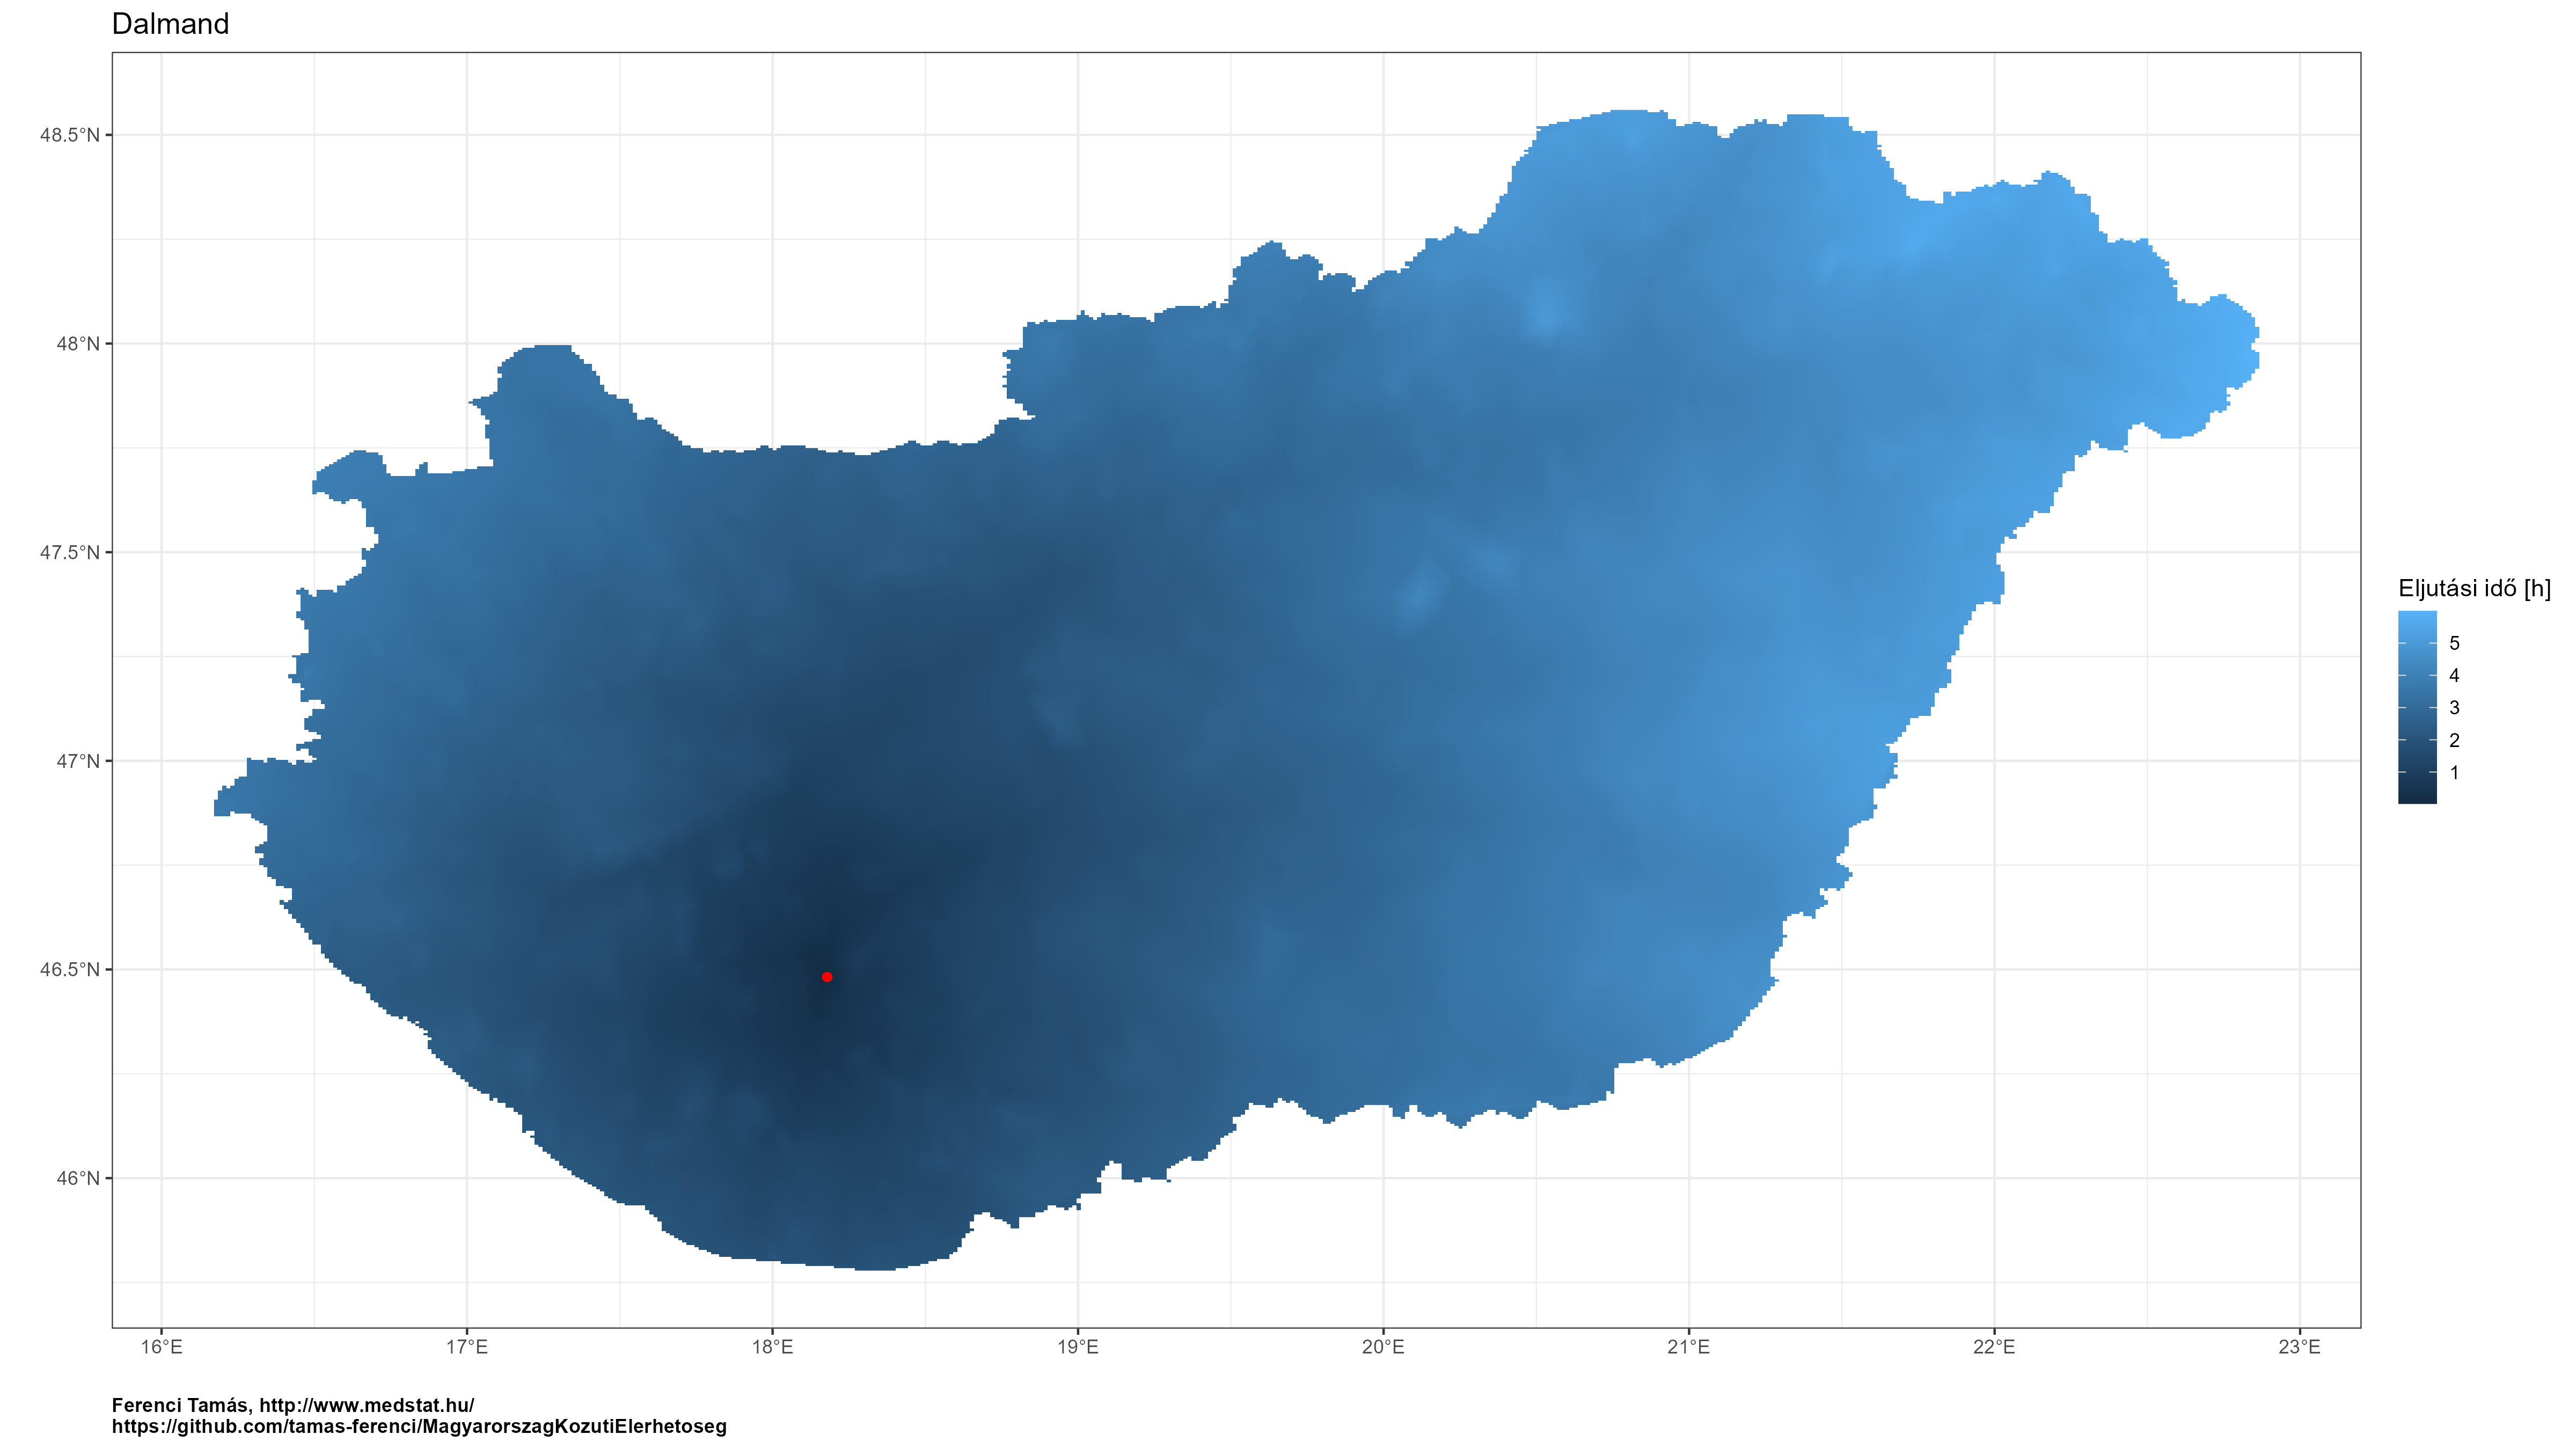 Dalmand
48.5°N
48°N
47.5°N
47°N
46.5°N
46°N
16°E
17°E
18°E
19°E
20°E
21°E
22°E
23°E
Eljutási idő [h]
5
4
3
2
1
Ferenci Tamás, http://www.medstat.hu/
https://github.com/tamas-ferenci/MagyarorszagKozutiElerhetoseg